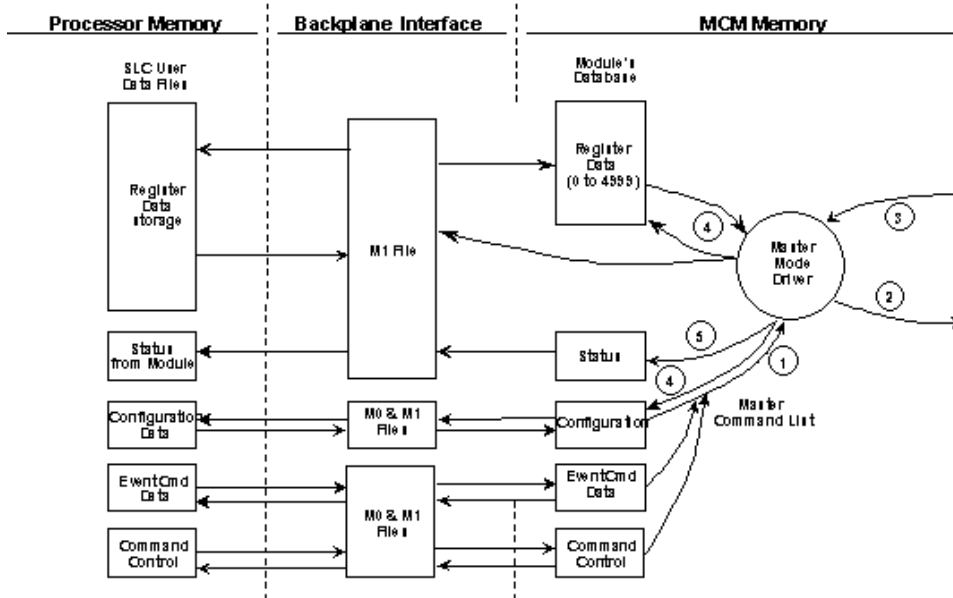 Processor Memory
Backplane Interface
MCM Memory
SLC User
Data Files
Module's
Database
Register
Data
storage
M1 File
Register
Data
(0 to 4999)
4
3
Master
Mode
Driver
2
5
1
Status
from Module
Status
4
Configuration
Data
M0 & M1
Files
Configuration
Master
Command List
EventCmd
Data
M0 & M1
Files
EventCmd
Data
Command
Control
Command
Control